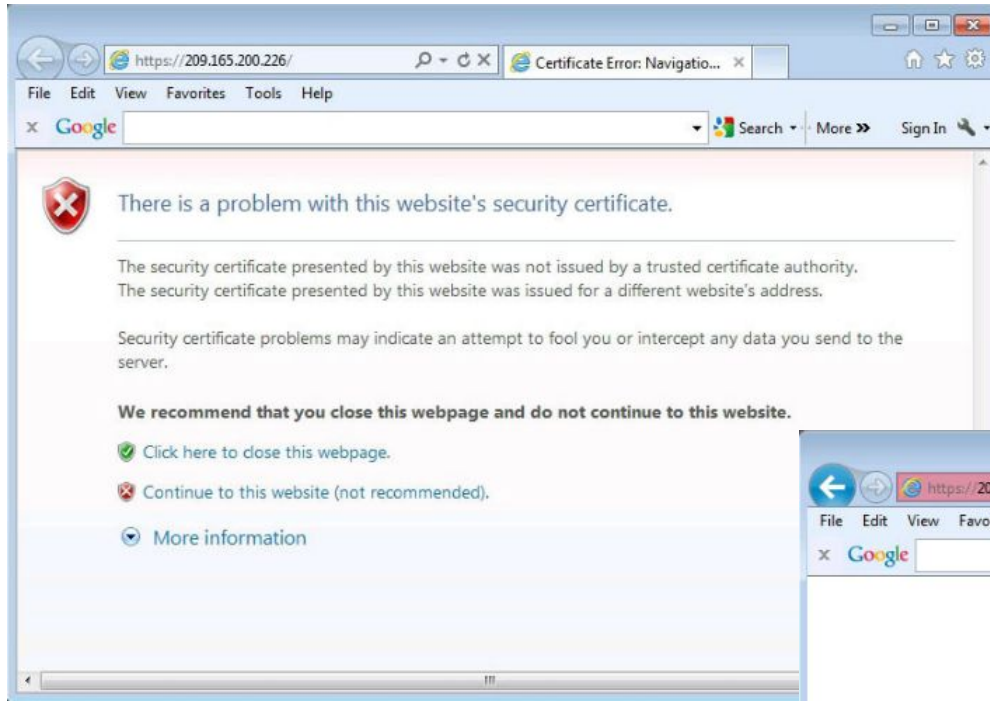 https://209.165.200.226/
Certificate Error: Navigatio...
File Edit View Favorites Tools Help
x Google
Search
More »
Sign In
There is a problem with this website's security certificate.
The security certificate presented by this website was not issued by a trusted certificate authority.
The security certificate presented by this website was issued for a different website's address.
Security certificate problems may indicate an attempt to fool you or intercept any data you send to the
server.
We recommend that you close this webpage and do not continue to this website.
Click here to close this webpage.
Continue to this website (not recommended).
More information
https://20
File Edit View Favo
x Google